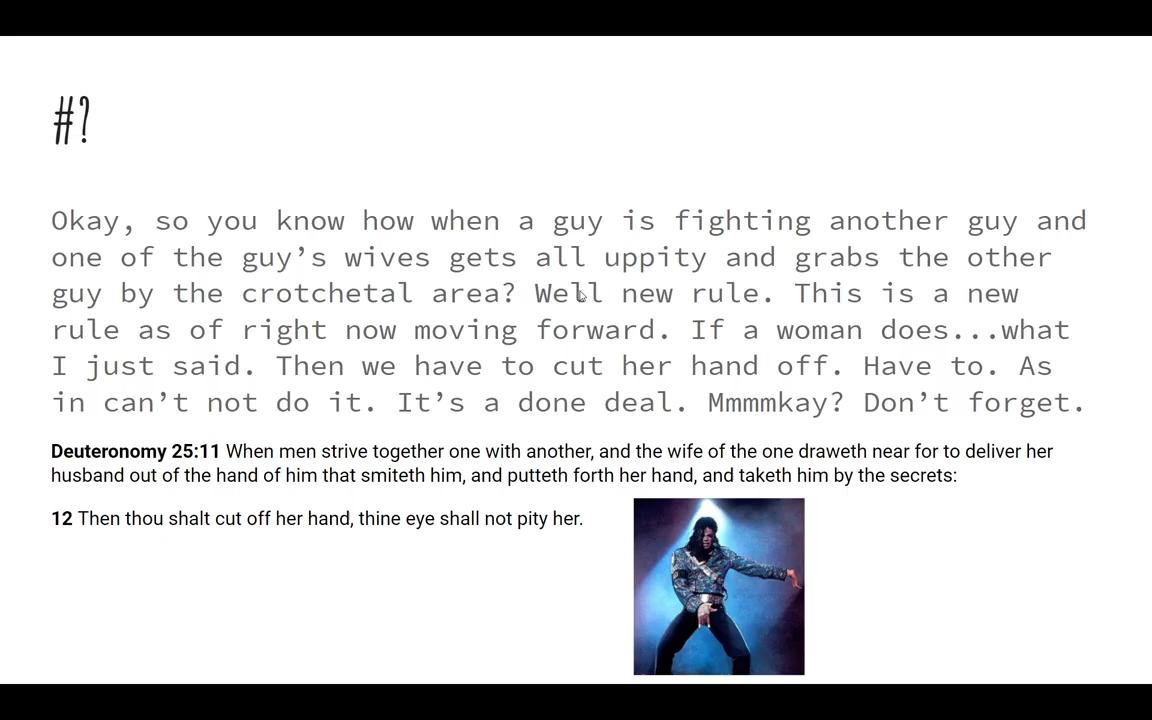 #?
Okay, so you know how when a guy is fighting another guy and
one of the guy’s wives gets all uppity and grabs the other
guy by the crotchetal area? Well new rule. This is a new
rule as of right now moving forward. If a woman does...what
I just said. Then we have to cut her hand off. Have to. As
in can’t not do it. It’s a done deal. Mmmmkay? Don’t forget.
Deuteronomy 25:11 When men strive together one with another, and the wife of the one draweth near for to deliver her
husband out of the hand of him that smiteth him, and putteth forth her hand, and taketh him by the secrets:
12 Then thou shalt cut off her hand, thine eye shall not pity her.